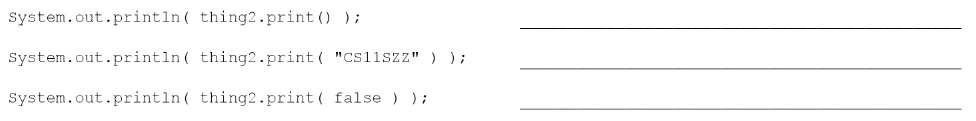 System.out.println( thing2.print() );
System.out.println( thing2.print( "CS11SZZ" ) );
System.out.println( thing2.print( false ) );